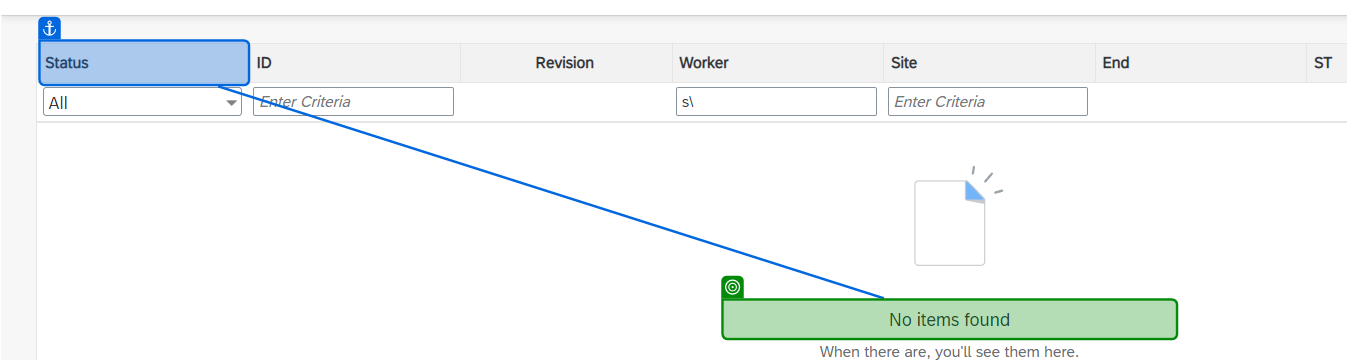 Status ID Revision Worker Site End ST
All Enter Criteria s\ Enter Criteria
No items found
When there are, you'll see them here.